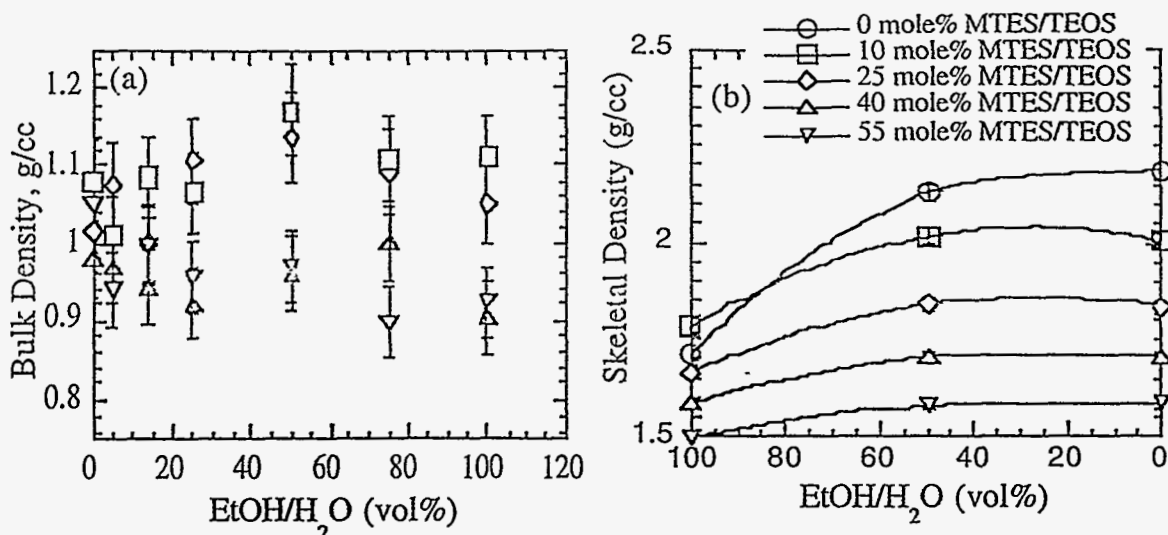 (a)
1.2
1.1
1
0.9
0.8
Bulk Density, g/cc
0 20 40 60 80 100 120
EtOH/H₂O (vol%)
0 mole% MTES/TEOS
10 mole% MTES/TEOS
25 mole% MTES/TEOS
40 mole% MTES/TEOS
55 mole% MTES/TEOS
(b)
2.5
2
1.5
Skeletal Density (g/cc)
100 80 60 40 20 0
EtOH/H₂O (vol%)